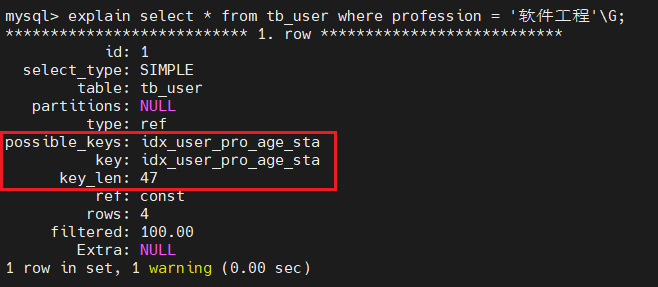 mysql> explain select * from tb_user where profession = '软件工程'\G;
*************************** 1. row ***************************
id: 1
select_type: SIMPLE
table: tb_user
partitions: NULL
type: ref
possible_keys: idx_user_pro_age_sta
key: idx_user_pro_age_sta
key_len: 47
ref: const
rows: 4
filtered: 100.00
Extra: NULL
1 row in set, 1 warning (0.00 sec)